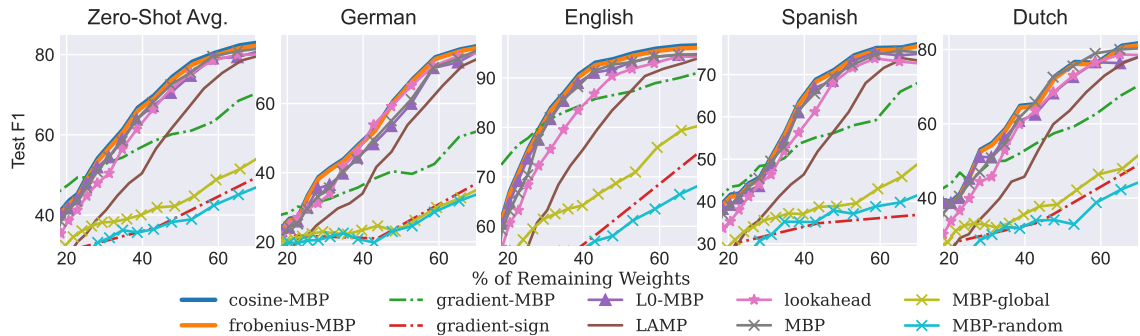 Zero-Shot Avg. German English Spanish Dutch
80 60 40
80 60 40 20
90 80 70 60
70 60 50 40 30
80 60 40
Test F1
20 40 60 20 40 60 20 40 60 20 40 60 20 40 60
% of Remaining Weights
cosine-MBP gradient-MBP L0-MBP lookahead MBP-global
frobenius-MBP gradient-sign LAMP MBP MBP-random